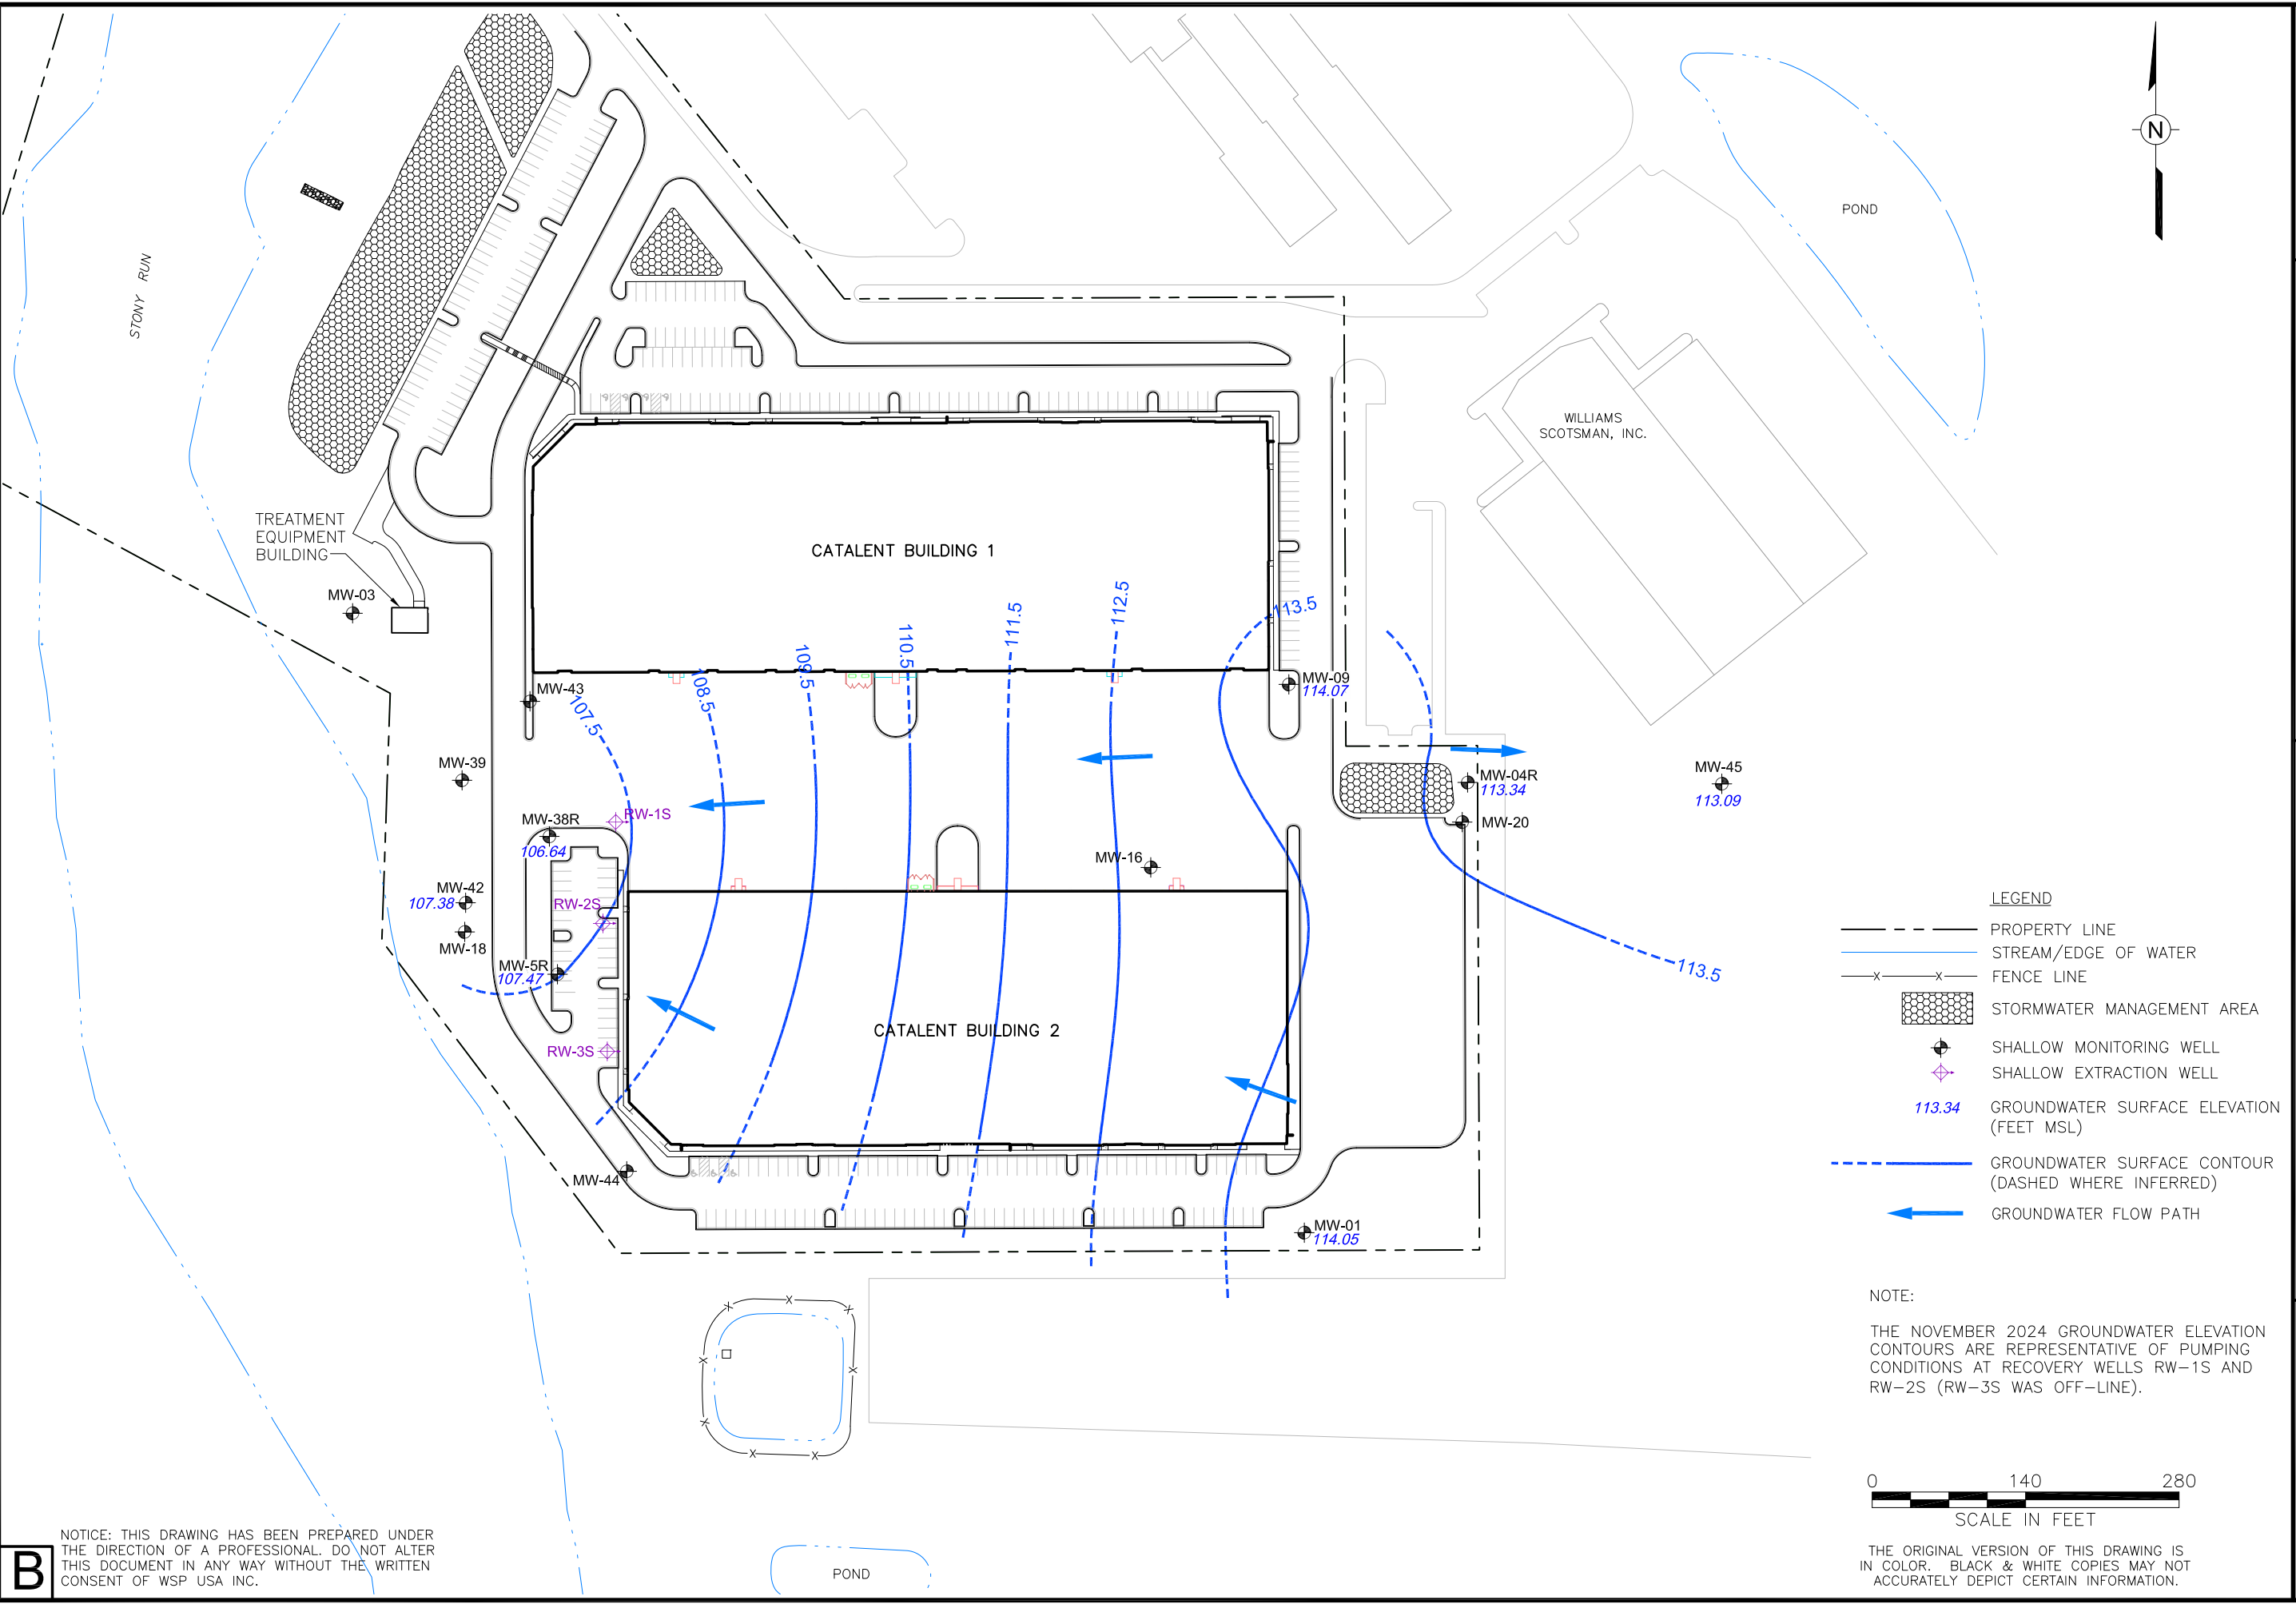 POND
N
STONY RUN
WILLIAMS
SCOTSMAN, INC.
TREATMENT
EQUIPMENT
BUILDING
CATALENT BUILDING 1
MW-03
113.5
112.5
111.5
110.5
109.5
108.5
107.5
MW-43
MW-09
114.07
MW-39
MW-04R
113.34
MW-45
113.09
RW-1S
MW-38R
106.64
MW-20
MW-16
MW-42
107.38
RW-2S
MW-18
MW-5R
107.47
113.5
CATALENT BUILDING 2
RW-3S
MW-44
MW-01
114.05
LEGEND
PROPERTY LINE
STREAM/EDGE OF WATER
X X FENCE LINE
STORMWATER MANAGEMENT AREA
SHALLOW MONITORING WELL
SHALLOW EXTRACTION WELL
113.34 GROUNDWATER SURFACE ELEVATION
(FEET MSL)
GROUNDWATER SURFACE CONTOUR
(DASHED WHERE INFERRED)
GROUNDWATER FLOW PATH
NOTE:
THE NOVEMBER 2024 GROUNDWATER ELEVATION
CONTOURS ARE REPRESENTATIVE OF PUMPING
CONDITIONS AT RECOVERY WELLS RW-1S AND
RW-2S (RW-3S WAS OFF-LINE).
X X X X X X X X
0 140 280
SCALE IN FEET
THE ORIGINAL VERSION OF THIS DRAWING IS
IN COLOR. BLACK & WHITE COPIES MAY NOT
ACCURATELY DEPICT CERTAIN INFORMATION.
POND
B
NOTICE: THIS DRAWING HAS BEEN PREPARED UNDER
THE DIRECTION OF A PROFESSIONAL. DO NOT ALTER
THIS DOCUMENT IN ANY WAY WITHOUT THE WRITTEN
CONSENT OF WSP USA INC.